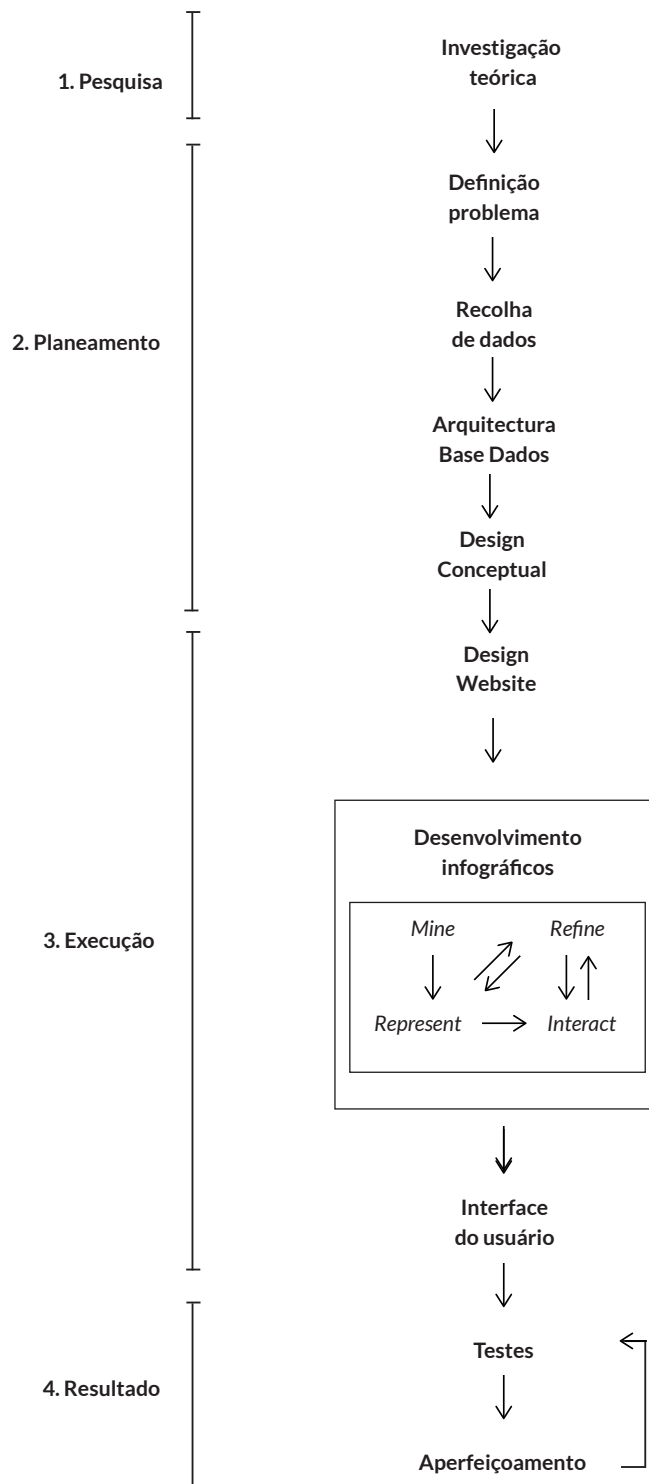 1. Pesquisa
Investigação
teórica
2. Planeamento
Definição
problema
Recolha
de dados
Arquitectura
Base Dados
Design
Conceptual
3. Execução
Design
Website
Desenvolvimento
infográficos
Mine
Refine
Represent
Interact
Interface
do usuário
4. Resultado
Testes
Aperfeiçoamento